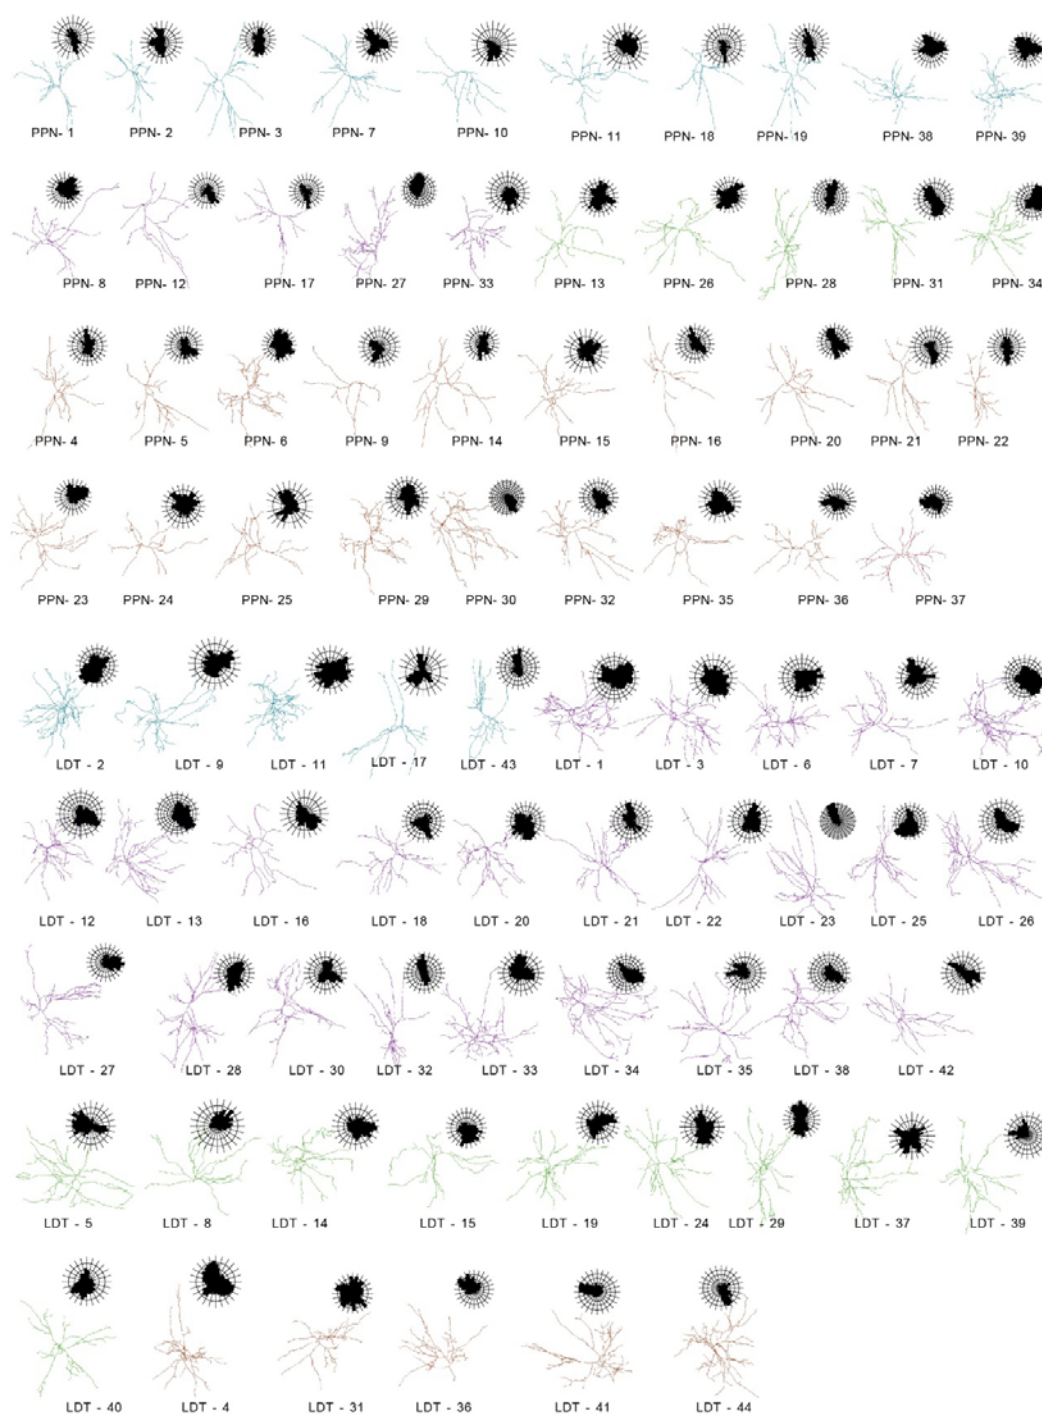 PPN- 1 PPN- 2 PPN- 3 PPN- 7 PPN- 10 PPN- 11 PPN- 18 PPN- 19 PPN- 38 PPN- 39
PPN- 8 PPN- 12 PPN- 17 PPN- 27 PPN- 33 PPN- 13 PPN- 26 PPN- 28 PPN- 31 PPN- 34
PPN- 4 PPN- 5 PPN- 6 PPN- 9 PPN- 14 PPN- 15 PPN- 16 PPN- 20 PPN- 21 PPN- 22
PPN- 23 PPN- 24 PPN- 25 PPN- 29 PPN- 30 PPN- 32 PPN- 35 PPN- 36 PPN- 37
LDT - 2 LDT - 9 LDT - 11 LDT - 17 LDT - 43 LDT - 1 LDT - 3 LDT - 6 LDT - 7 LDT - 10
LDT - 12 LDT - 13 LDT - 16 LDT - 18 LDT - 20 LDT - 21 LDT - 22 LDT - 23 LDT - 25 LDT - 26
LDT - 27 LDT - 28 LDT - 30 LDT - 32 LDT - 33 LDT - 34 LDT - 35 LDT - 38 LDT - 42
LDT - 5 LDT - 8 LDT - 14 LDT - 15 LDT - 19 LDT - 24 LDT - 29 LDT - 37 LDT - 39
LDT - 40 LDT - 4 LDT - 31 LDT - 36 LDT - 41 LDT - 44